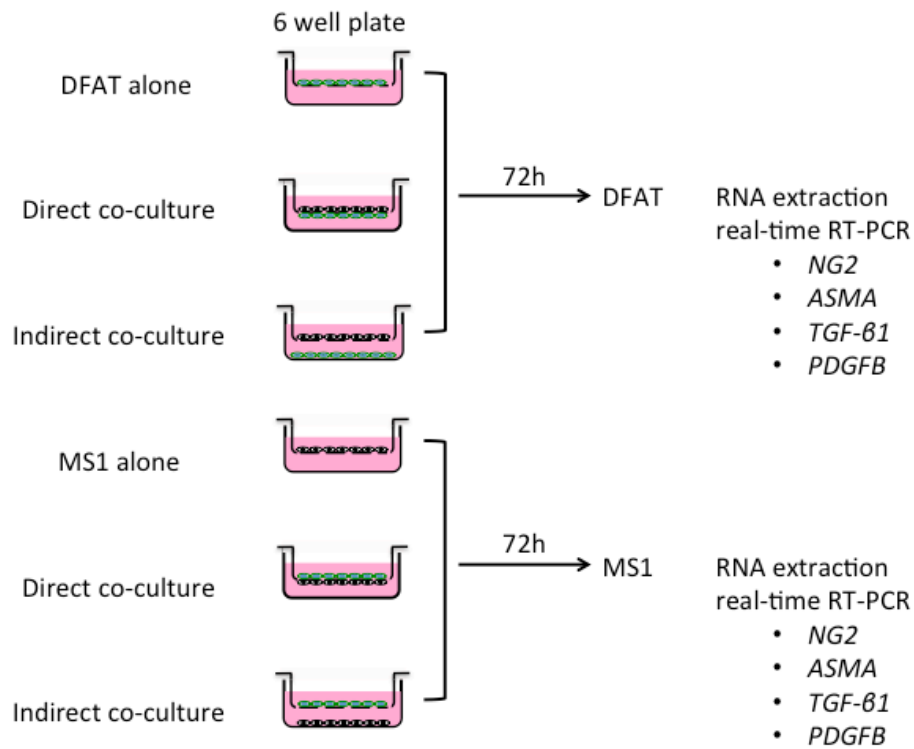 6 well plate
DFAT alone
Direct co-culture
Indirect co-culture
72h
DFAT
RNA extraction
real-time RT-PCR
• NG2
• ASMA
• TGF-β1
• PDGFB
MS1 alone
Direct co-culture
Indirect co-culture
72h
MS1
RNA extraction
real-time RT-PCR
• NG2
• ASMA
• TGF-β1
• PDGFB